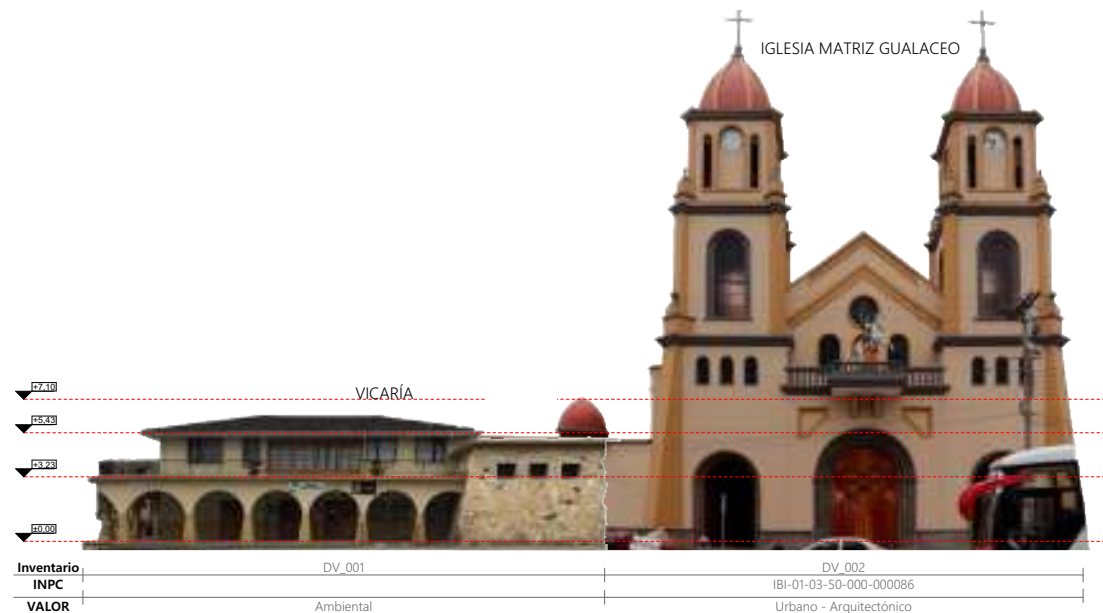 IGLESIA MATRIZ GUALACEO
VICARÍA
+7,10
+5,43
+3,23
±0,00
Inventario DV_001 DV_002
INPC IBI-01-03-50-000-000086
VALOR Ambiental Urbano - Arquitectónico